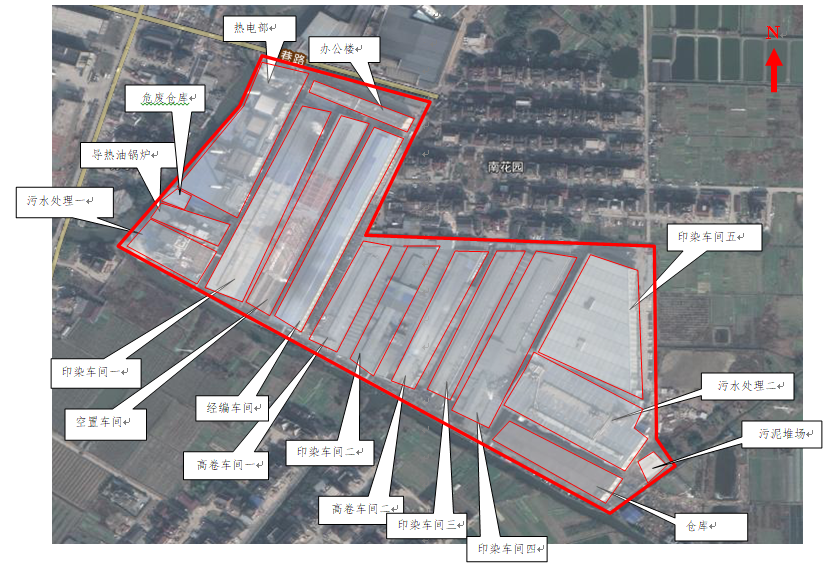 热电部
巷路
N
办公楼
危废仓库
导热油锅炉
南花园
污水处理一
印染车间五
印染车间一
污水处理二
经编车间
空置车间
污泥堆场
印染车间二
高卷车间一
高卷车间二
印染车间三
仓库
印染车间四